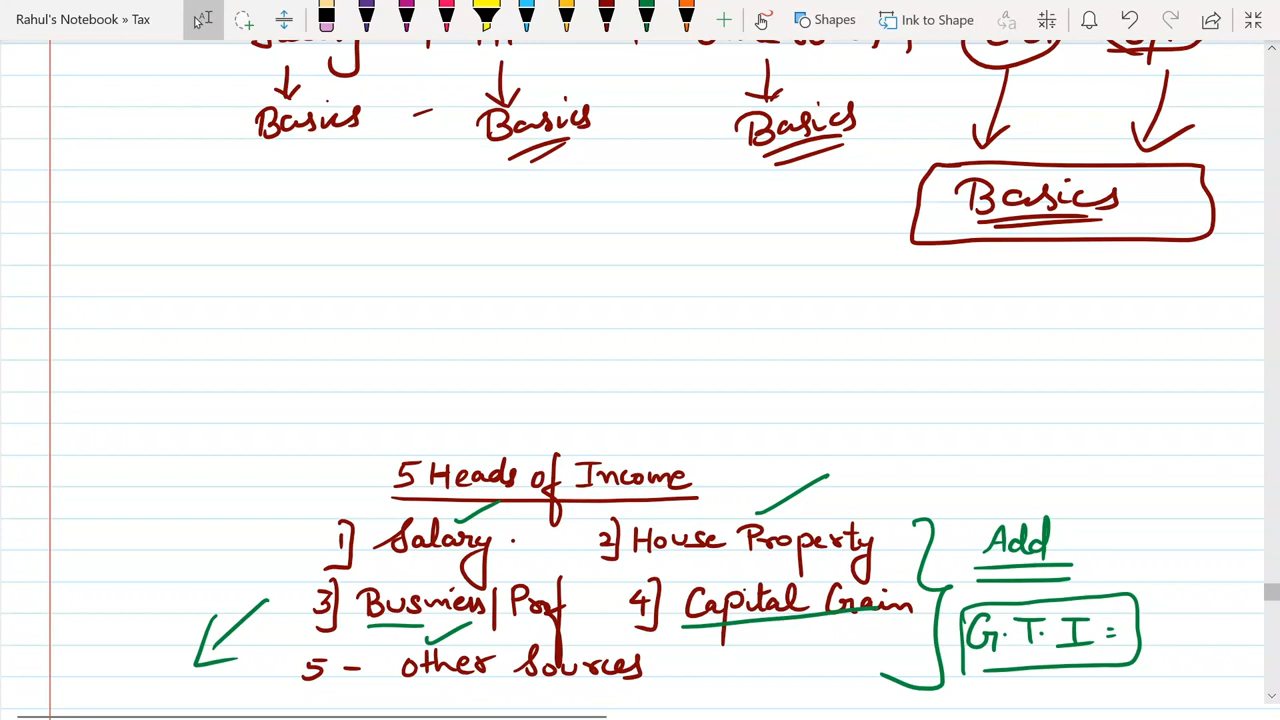 Rahul's Notebook » Tax
Shapes
Ink to Shape
Basics - Basics Basics
Basics
5 Heads of Income
1] Salary . 2] House Property
3] Business| Prof 4] Capital Gain
5 - other Sources
Add
G.T.I =